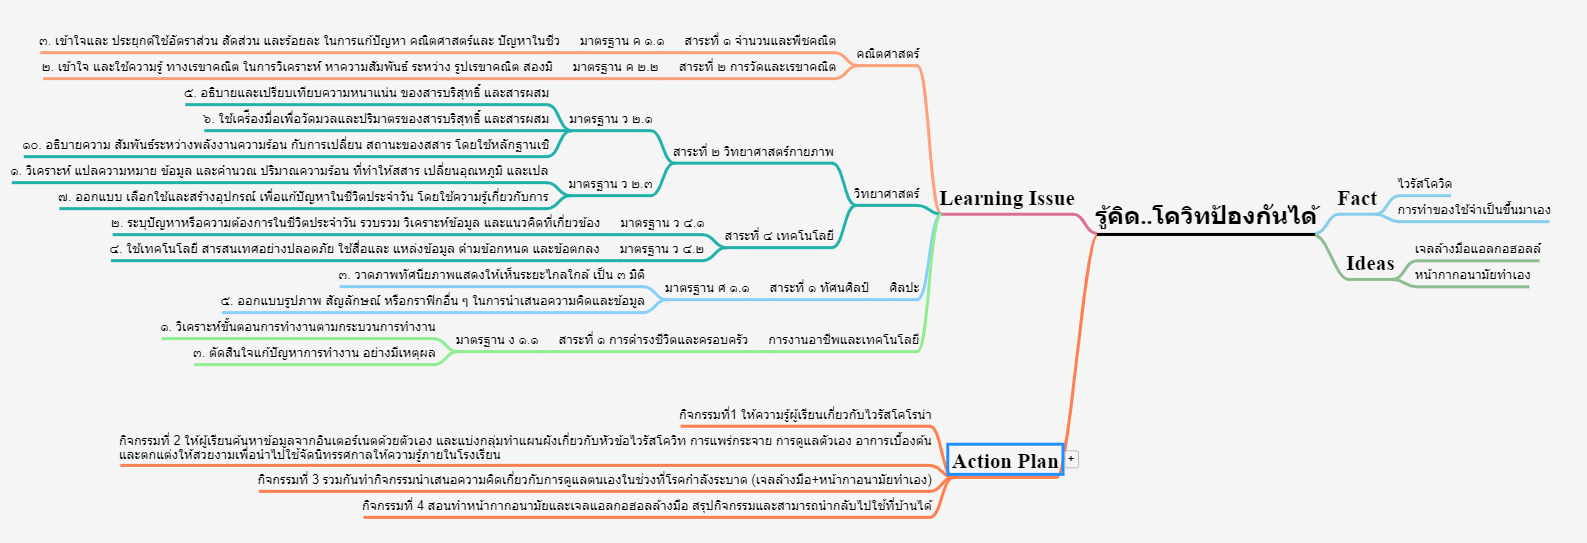 ๓. เข้าใจและ ประยุกต์ใช้อัตราส่วน สัดส่วน และร้อยละ ในการแก้ปัญหา คณิตศาสตร์และ ปัญหาในชีว มาตรฐาน ค ๑.๑ สาระที่ ๑ จำนวนและพีชคณิต
คณิตศาสตร์
๒. เข้าใจ และใช้ความรู้ ทางเรขาคณิต ในการวิเคราะห์ หาความสัมพันธ์ ระหว่าง รูปเรขาคณิต สองมิ มาตรฐาน ค ๒.๒ สาระที่ ๒ การวัดและเรขาคณิต
๕. อธิบายและเปรียบเทียบความหนาแน่น ของสารบริสุทธิ์ และสารผสม
๖. ใช้เครื่องมือเพื่อวัดมวลและปริมาตรของสารบริสุทธิ์ และสารผสม มาตรฐาน ว ๒.๑
๑๐. อธิบายความ สัมพันธ์ระหว่างพลังงานความร้อน กับการเปลี่ยน สถานะของสสาร โดยใช้หลักฐานเชิ
สาระที่ ๒ วิทยาศาสตร์กายภาพ
๑. วิเคราะห์ แปลความหมาย ข้อมูล และคำนวณ ปริมาณความร้อน ที่ทำให้สสาร เปลี่ยนอุณหภูมิ และเปล
มาตรฐาน ว ๒.๓
๗. ออกแบบ เลือกใช้และสร้างอุปกรณ์ เพื่อแก้ปัญหาในชีวิตประจำวัน โดยใช้ความรู้เกี่ยวกับการ
วิทยาศาสตร์
๒. ระบุปัญหาหรือความต้องการในชีวิตประจำวัน รวบรวม วิเคราะห์ข้อมูล และแนวคิดที่เกี่ยวข้อง มาตรฐาน ว ๔.๑
สาระที่ ๔ เทคโนโลยี
๔. ใช้เทคโนโลยี สารสนเทศอย่างปลอดภัย ใช้สื่อและ แหล่งข้อมูล ตำมข้อกหนด และข้อตกลง มาตรฐาน ว ๔.๒
๓. วาดภาพทัศนียภาพแสดงให้เห็นระยะไกลใกล้ เป็น ๓ มิติ
มาตรฐาน ศ ๑.๑ สาระที่ ๑ ทัศนศิลป์ ศิลปะ
๕. ออกแบบรูปภาพ สัญลักษณ์ หรือกราฟิกอื่น ๆ ในการนำเสนอความคิดและข้อมูล
๑. วิเคราะห์ขั้นตอนการทำงานตามกระบวนการทำงาน
มาตรฐาน ง ๑.๑ สาระที่ ๑ การดำรงชีวิตและครอบครัว การงานอาชีพและเทคโนโลยี
๓. ตัดสินใจแก้ปัญหาการทำงาน อย่างมีเหตุผล
Learning Issue
รู้คิด..โควิทป้องกันได้
Fact
ไวรัสโควิด
การทำของใช้จำเป็นขึ้นมาเอง
Ideas
เจลล้างมือแอลกอฮอลล์
หน้ากากอนามัยทำเอง
กิจกรรมที่1 ให้ความรู้ผู้เรียนเกี่ยวกับไวรัสโคโรน่า
กิจกรรมที่ 2 ให้ผู้เรียนค้นหาข้อมูลจากอินเตอร์เนตด้วยตัวเอง และแบ่งกลุ่มทำแผนผังเกี่ยวกับหัวข้อไวรัสโควิท การแพร่กระจาย การดูแลตัวเอง อาการเบื้องต้น
และตกแต่งให้สวยงามเพื่อนำไปใช้จัดนิทรรศกาลให้ความรู้ภายในโรงเรียน
Action Plan
+
กิจกรรมที่ 3 รวมกันทำกิจกรรมนำเสนอความคิดเกี่ยวกับการดูแลตนเองในช่วงที่โรคกำลังระบาด (เจลล้างมือ+หน้ากาอนามัยทำเอง)
กิจกรรมที่ 4 สอนทำหน้ากากอนามัยและเจลแอลกอฮอลล้างมือ สรุปกิจกรรมและสามารถนำกลับไปใช้ที่บ้านได้